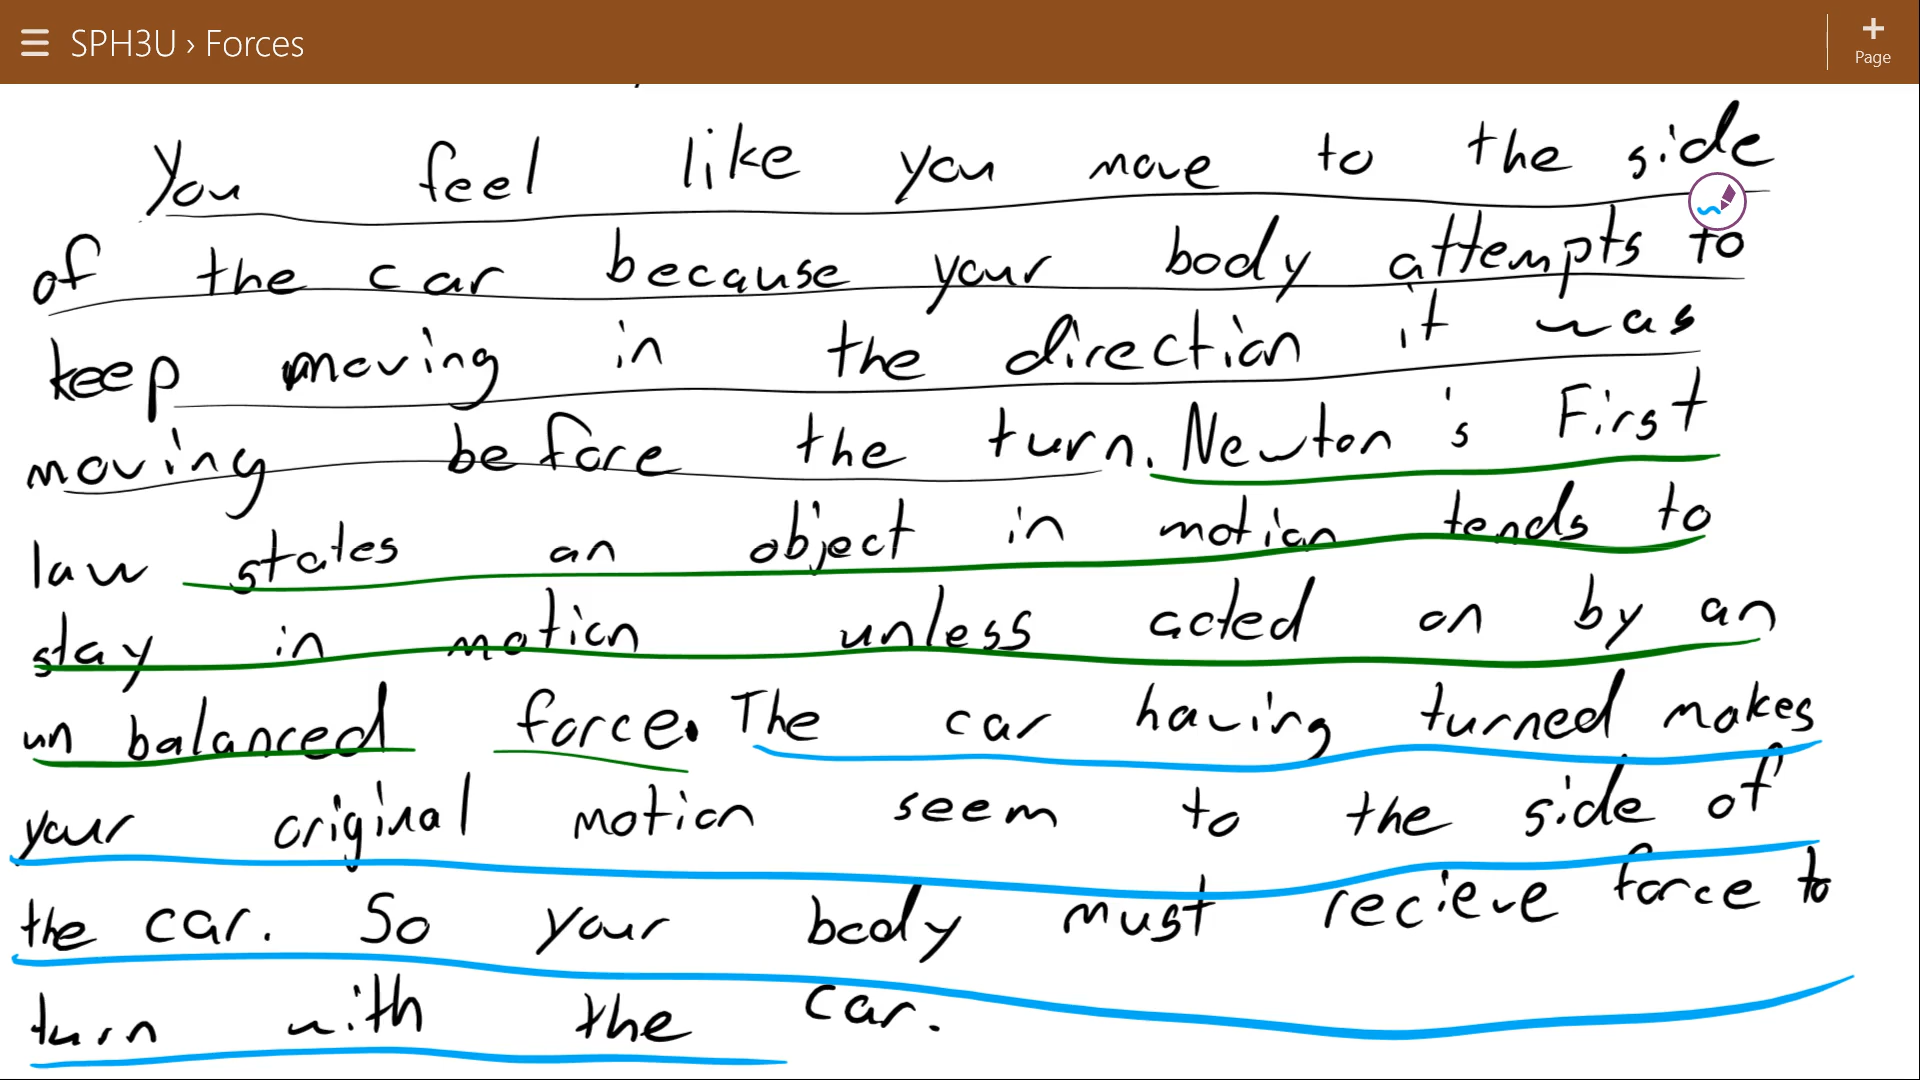 SPH3U › Forces
+
Page
You feel like you move to the side
of the car because your body attempts to
keep moving in the direction it was
moving before the turn. Newton's First
law states an object in motion tends to
stay in motion unless acted on by an
unbalanced force. The car having turned makes
your original motion seem to the side of
the car. So your body must recieve force to
turn with the car.